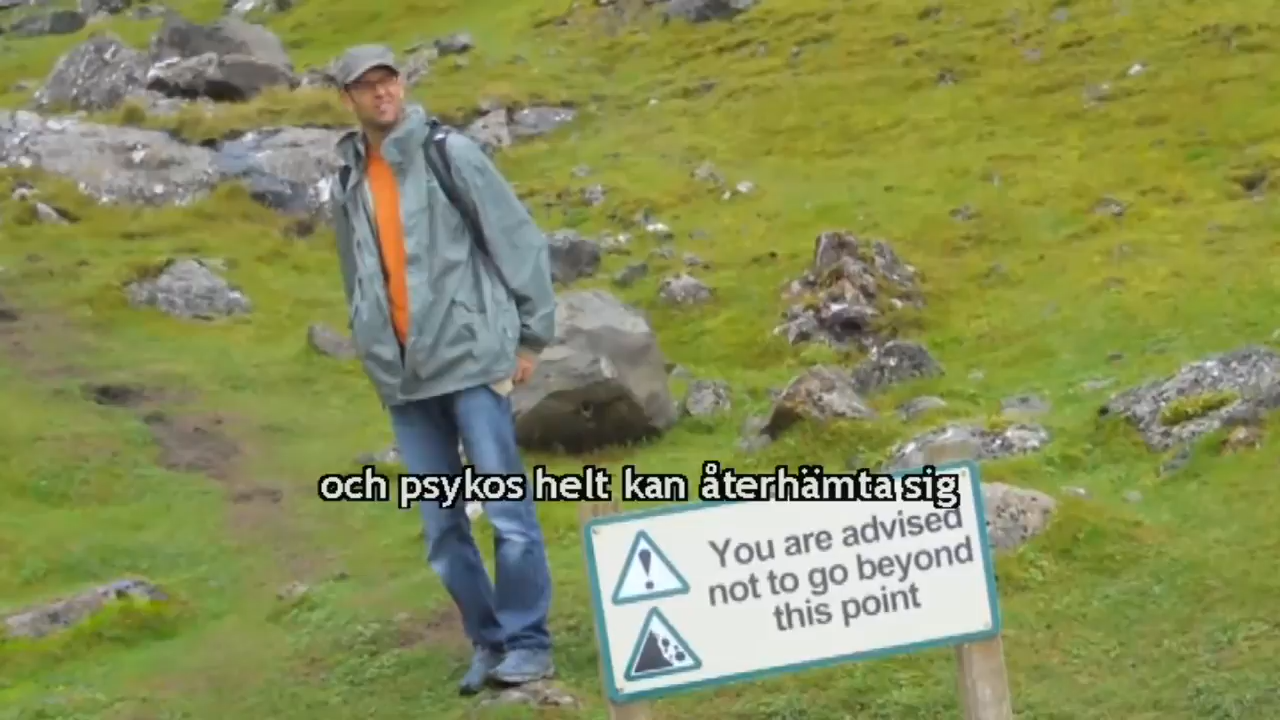 och psykos helt kan återhämta sig
You are advised
not to go beyond
this point